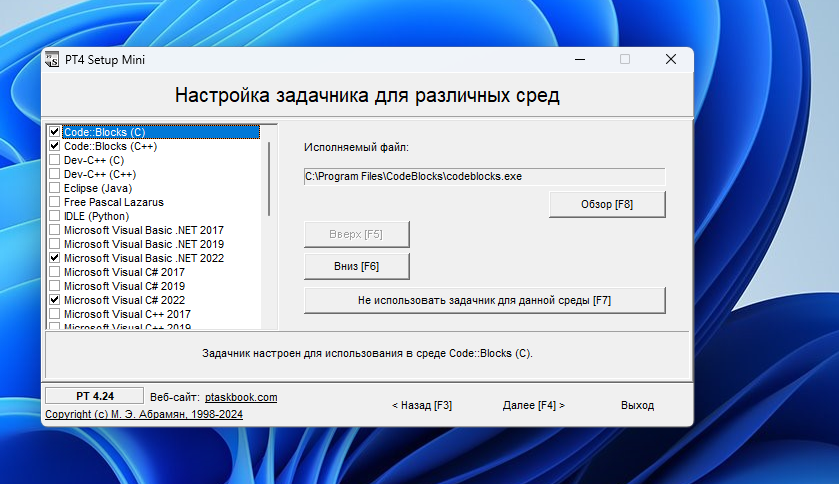 PT4 Setup Mini
Настройка задачника для различных сред
Code::Blocks (C)
Code::Blocks (C++)
Dev-C++ (C)
Dev-C++ (C++)
Eclipse (Java)
Free Pascal Lazarus
IDLE (Python)
Microsoft Visual Basic .NET 2017
Microsoft Visual Basic .NET 2019
Microsoft Visual Basic .NET 2022
Microsoft Visual C# 2017
Microsoft Visual C# 2019
Microsoft Visual C# 2022
Microsoft Visual C++ 2017
Microsoft Visual C++ 2019
Исполняемый файл:
C:\Program Files\CodeBlocks\codeblocks.exe
Обзор [F8]
Вверх [F5]
Вниз [F6]
Не использовать задачник для данной среды [F7]
Задачник настроен для использования в среде Code::Blocks (C).
PT 4.24
Веб-сайт: ptaskbook.com
Copyright (c) М. Э. Абрамян, 1998-2024
< Назад [F3]
Далее [F4] >
Выход